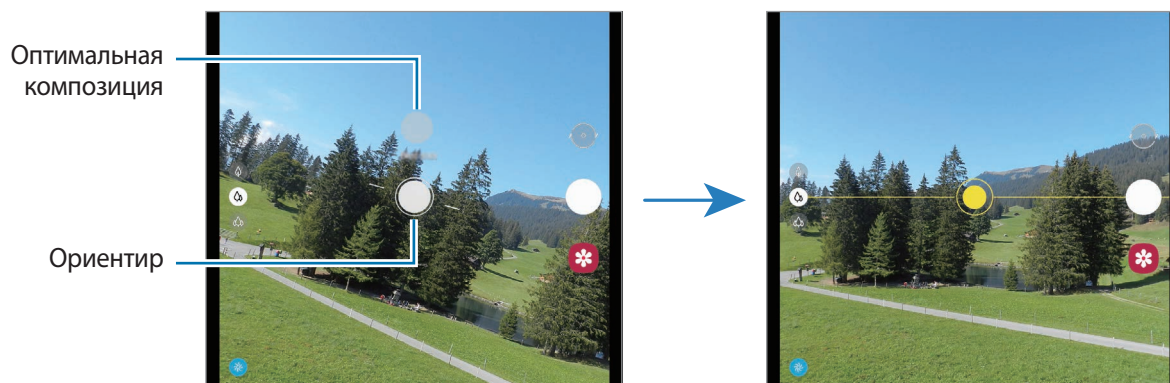 Оптимальная
композиция
Ориентир